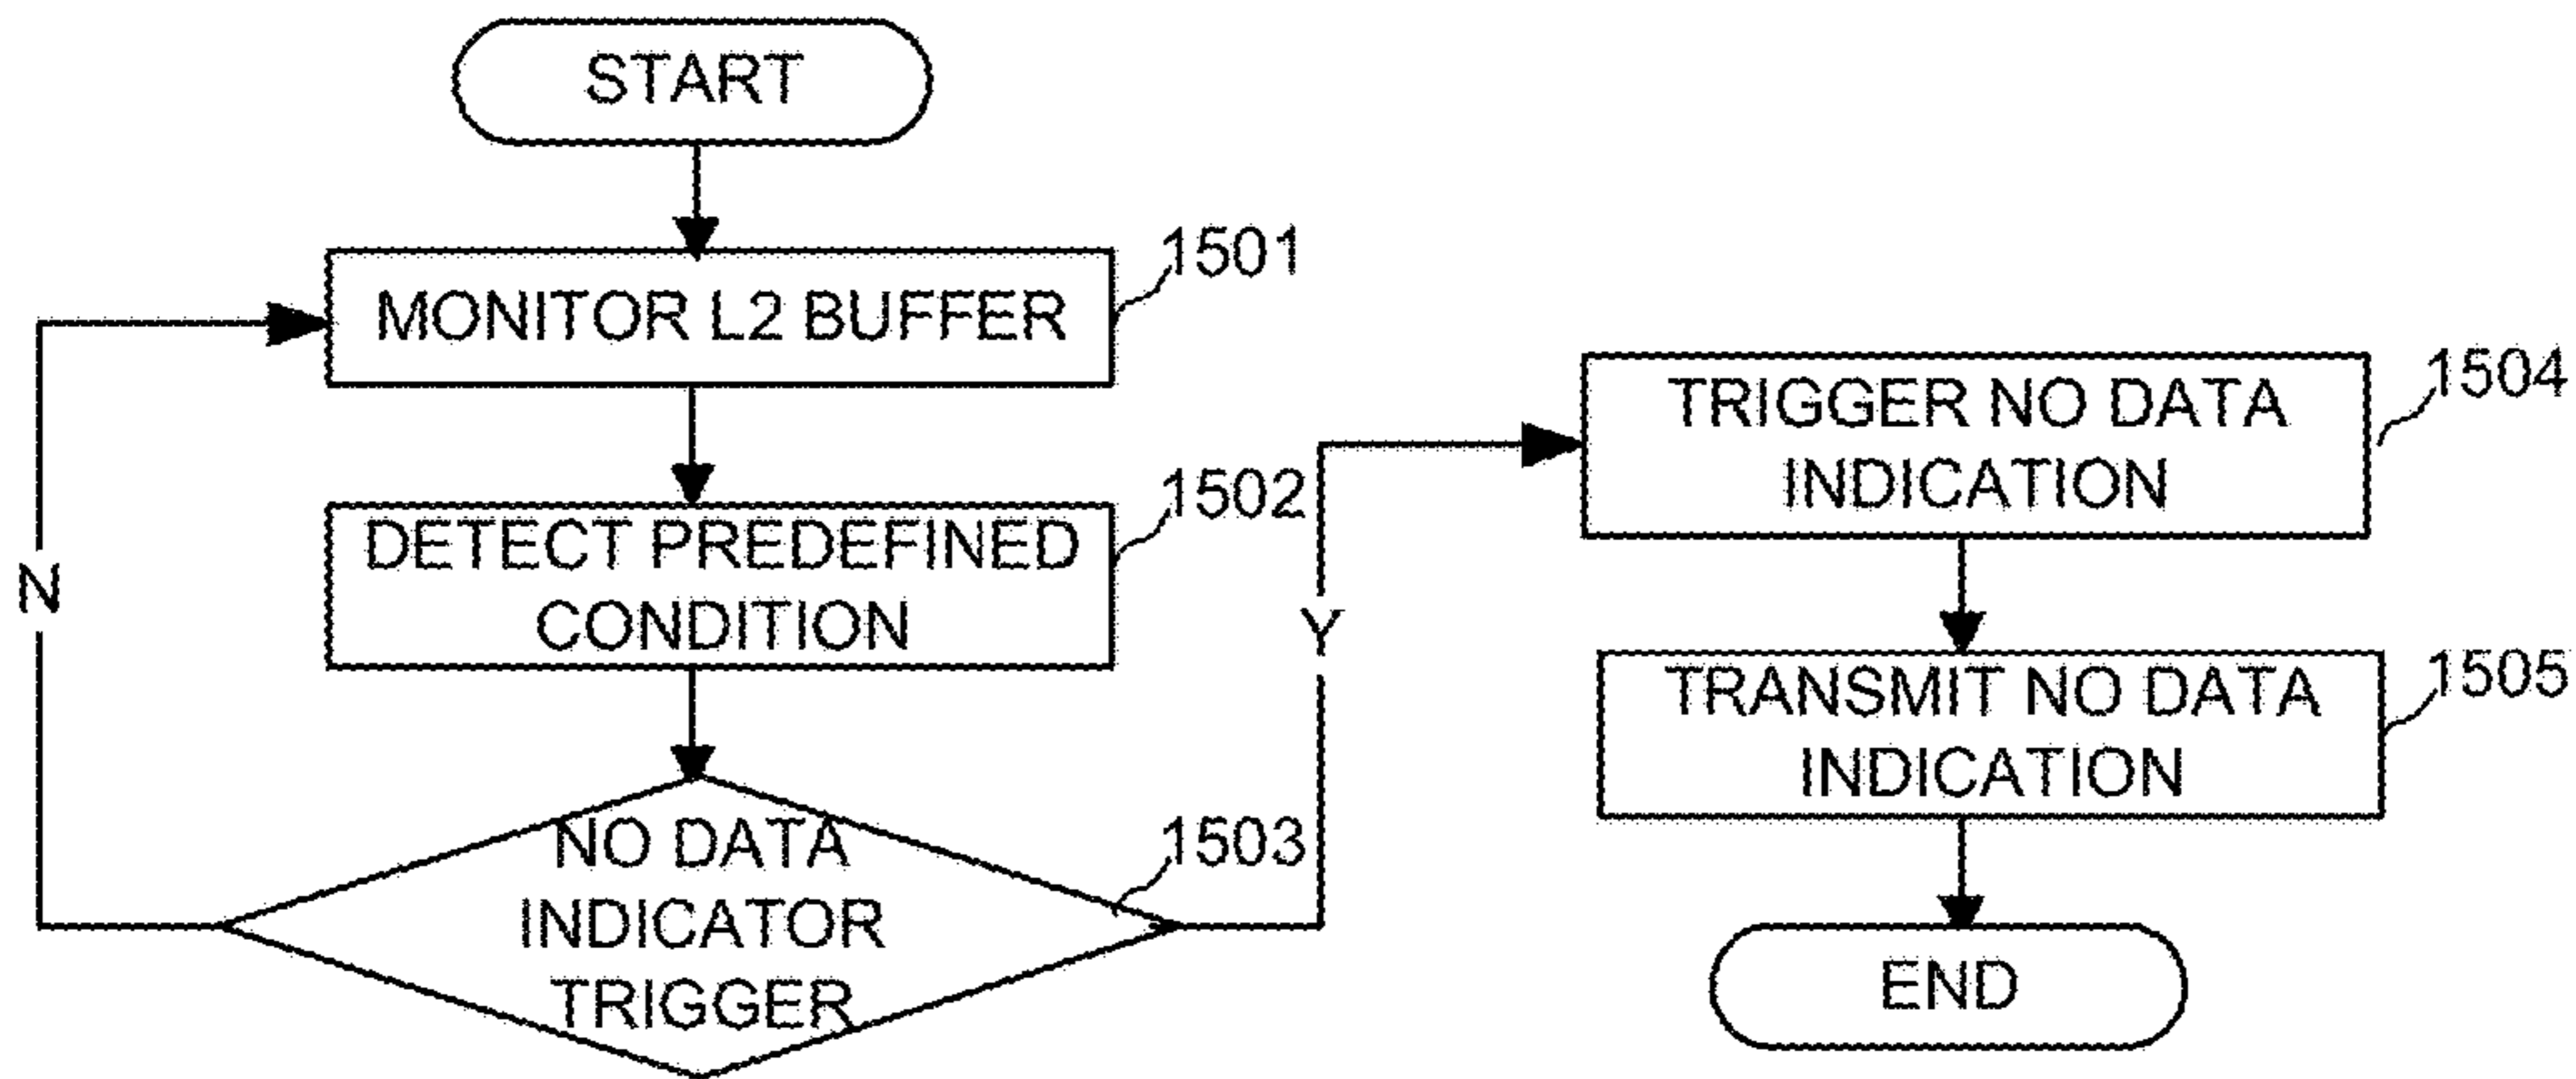 START
MONITOR L2 BUFFER
1501
DETECT PREDEFINED
CONDITION
1502
NO DATA
INDICATOR
TRIGGER
1503
N
Y
TRIGGER NO DATA
INDICATION
1504
TRANSMIT NO DATA
INDICATION
1505
END